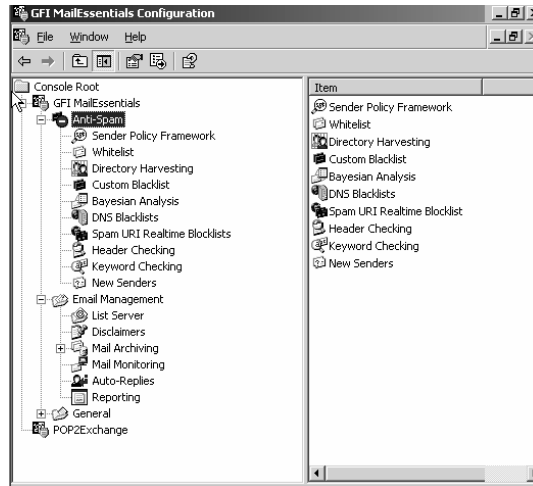 GFI MailEssentials Configuration
File Window Help
Console Root
GFI MailEssentials
Anti-Spam
Sender Policy Framework
Whitelist
Directory Harvesting
Custom Blacklist
Bayesian Analysis
DNS Blacklists
Spam URI Realtime Blocklists
Header Checking
Keyword Checking
New Senders
Email Management
List Server
Disclaimers
Mail Archiving
Mail Monitoring
Auto-Replies
Reporting
General
POP2Exchange
Item
Sender Policy Framework
Whitelist
Directory Harvesting
Custom Blacklist
Bayesian Analysis
DNS Blacklists
Spam URI Realtime Blocklist
Header Checking
Keyword Checking
New Senders